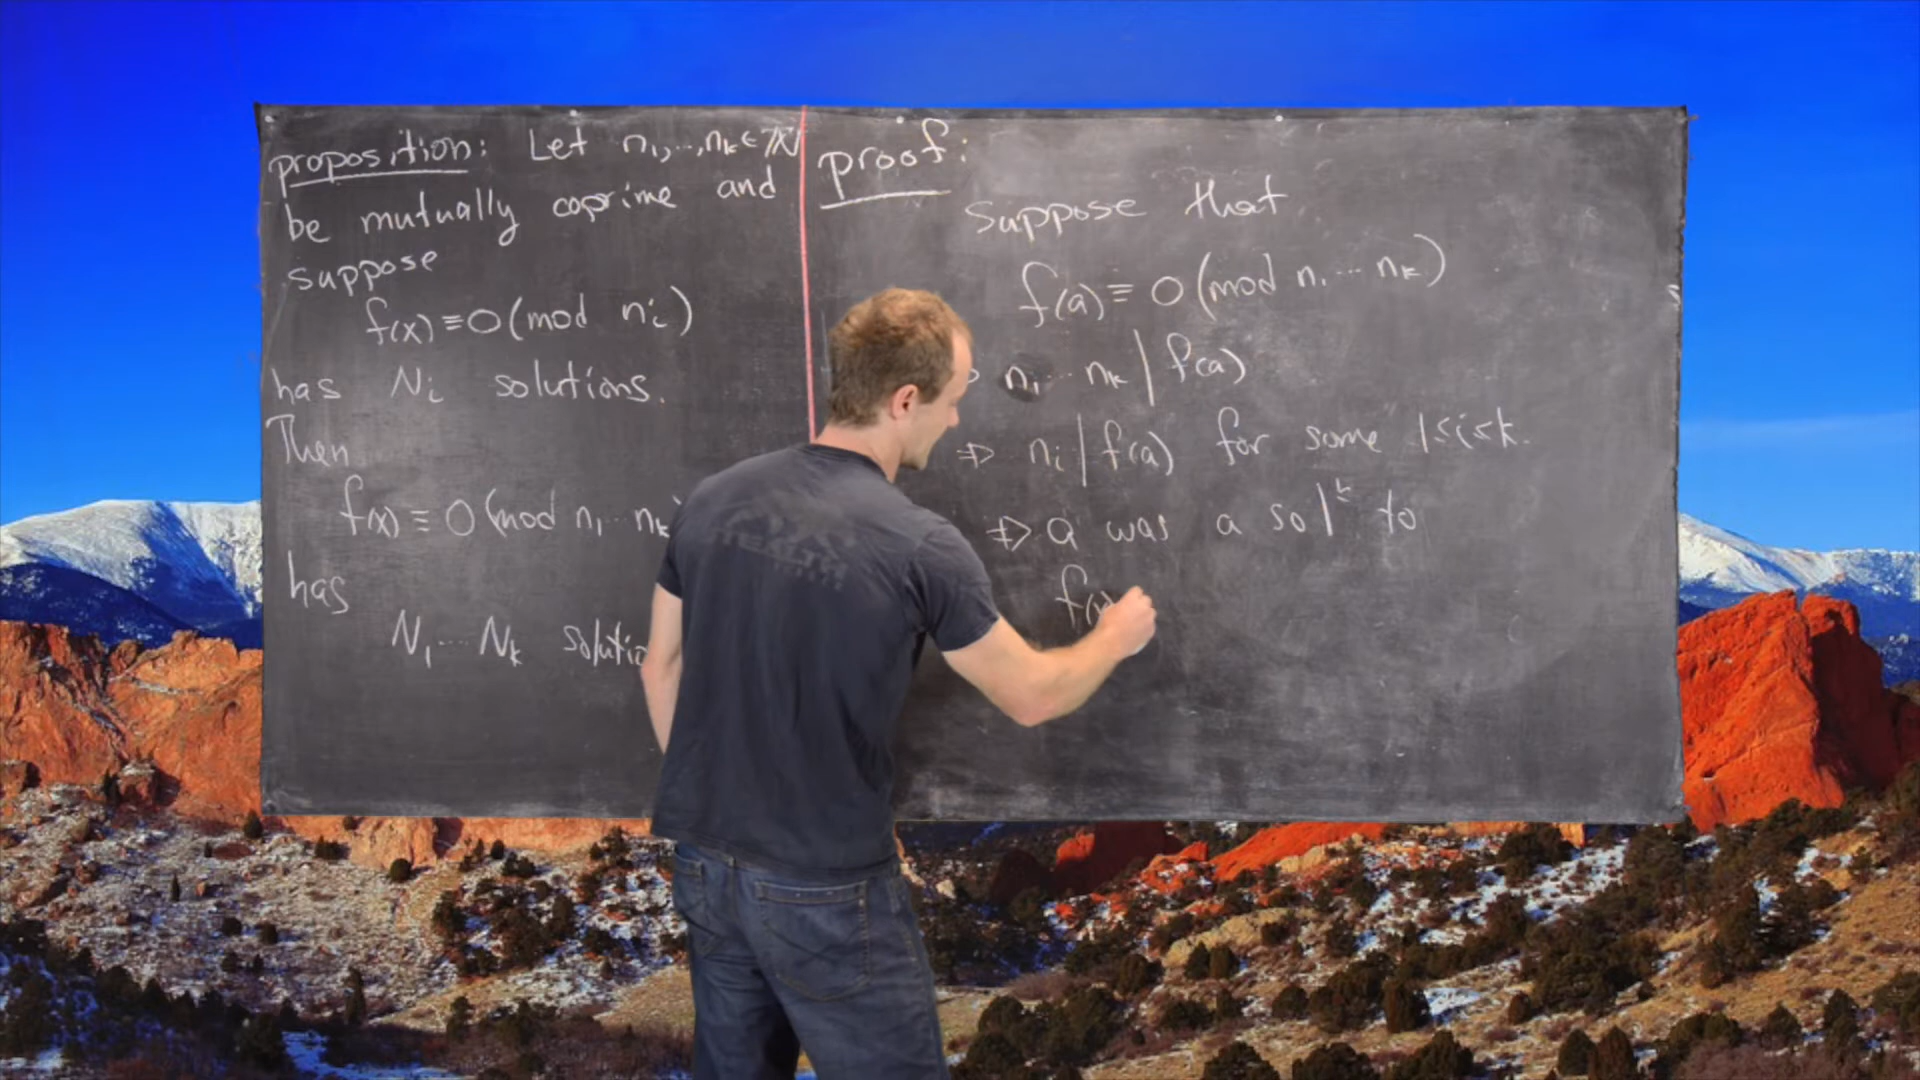 proposition: Let n₁,..,nₖ∈ℕ
be mutually coprime and
suppose
f(x)≡0(mod nᵢ)
has Nᵢ solutions.
Then
f(x)≡0(mod n₁...nₖ
has
N₁...Nₖ solutio
proof:
suppose that
f(a)≡0(mod n₁...nₖ)
n₁...nₖ|f(a)
⇒ nᵢ|f(a) for some 1≤i≤k.
⇒ a was a solⁿ to
f(x)